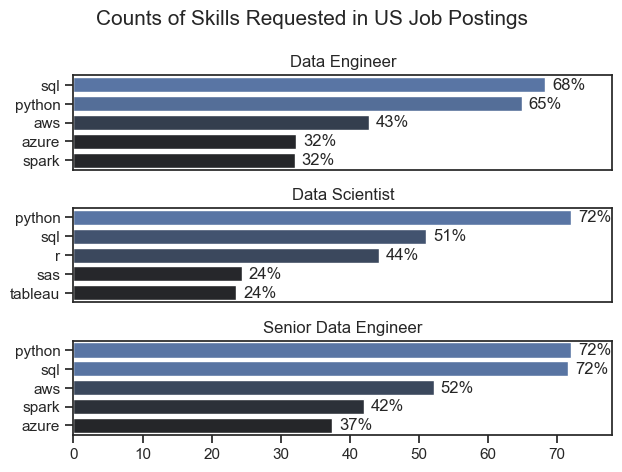 Counts of Skills Requested in US Job Postings
Data Engineer
sql 68%
python 65%
aws 43%
azure 32%
spark 32%
Data Scientist
python 72%
sql 51%
r 44%
sas 24%
tableau 24%
Senior Data Engineer
python 72%
sql 72%
aws 52%
spark 42%
azure 37%
0 10 20 30 40 50 60 70